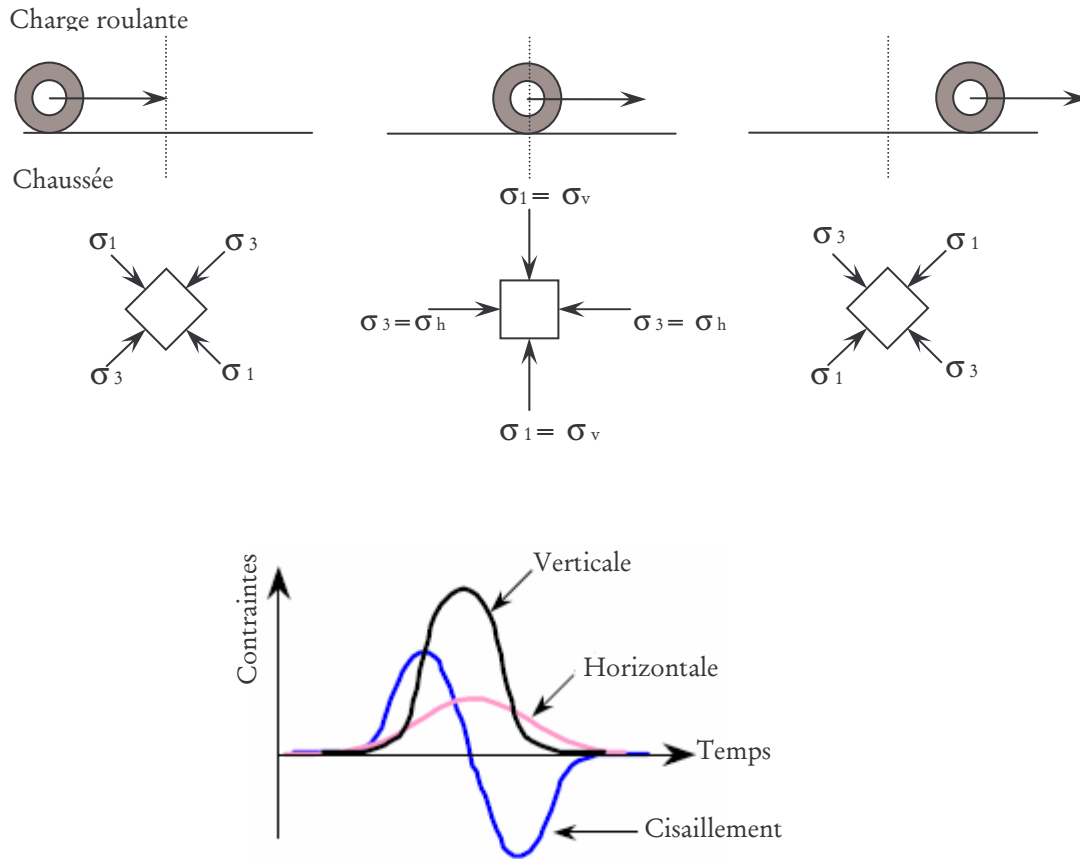 Charge roulante
Chaussée
σ1= σv
σ1 σ3
σ3 σ1
σ3=σh σ3= σh
σ3 σ1
σ1 σ3
σ1= σv
Contraintes
Verticale
Horizontale
Temps
Cisaillement